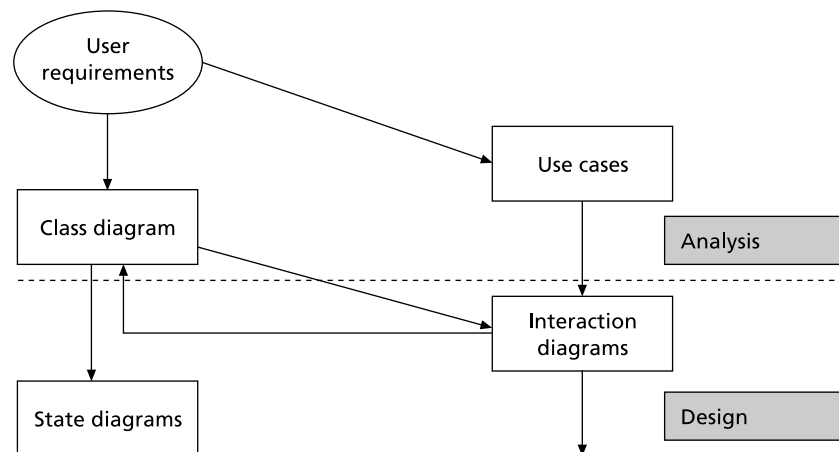 User
requirements
Use cases
Class diagram
Analysis
Interaction
diagrams
State diagrams
Design